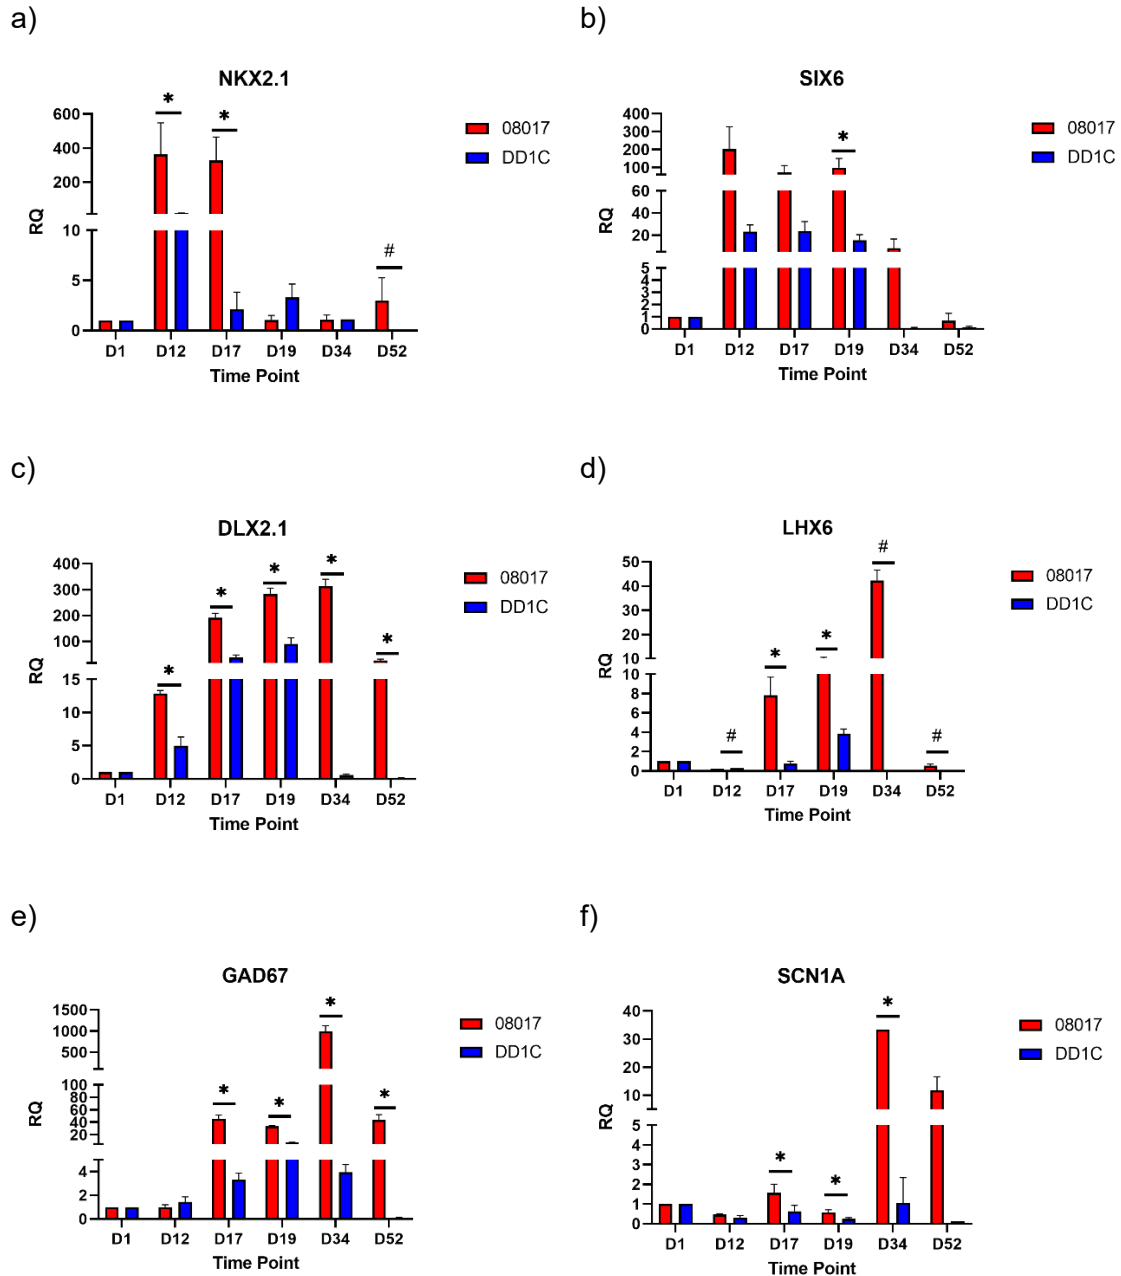 a)
NKX2.1
600
400
200
10
5
0
RQ
*
*
#
08017
DD1C
D1 D12 D17 D19 D34 D52
Time Point
b)
SIX6
400
300
200
100
60
40
20
5
4
3
2
1
0
RQ
*
08017
DD1C
D1 D12 D17 D19 D34 D52
Time Point
c)
DLX2.1
400
300
200
100
15
10
5
0
RQ
*
*
*
*
*
08017
DD1C
D1 D12 D17 D19 D34 D52
Time Point
d)
LHX6
50
40
30
20
10
10
8
6
4
2
0
RQ
#
*
*
#
#
08017
DD1C
D1 D12 D17 D19 D34 D52
Time Point
e)
GAD67
1500
1000
500
100
80
60
40
20
4
2
0
RQ
*
*
*
*
08017
DD1C
D1 D12 D17 D19 D34 D52
Time Point
f)
SCN1A
40
30
20
10
5
4
3
2
1
0
RQ
*
*
*
08017
DD1C
D1 D12 D17 D19 D34 D52
Time Point